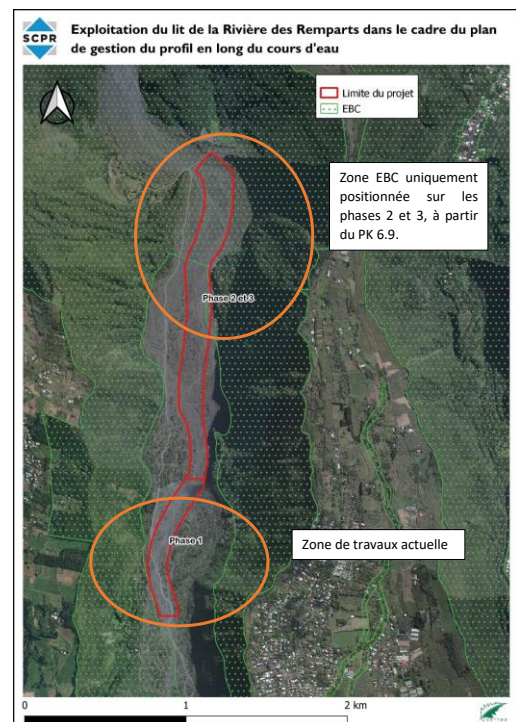 SCPR
Exploitation du lit de la Rivière des Remparts dans le cadre du plan
de gestion du profil en long du cours d'eau
Limite du projet
EBC
Zone EBC uniquement
positionnée sur les
phases 2 et 3, à partir
du PK 6.9.
Phase 2 et 3
Zone de travaux actuelle
Phase 1
0 1 2 km